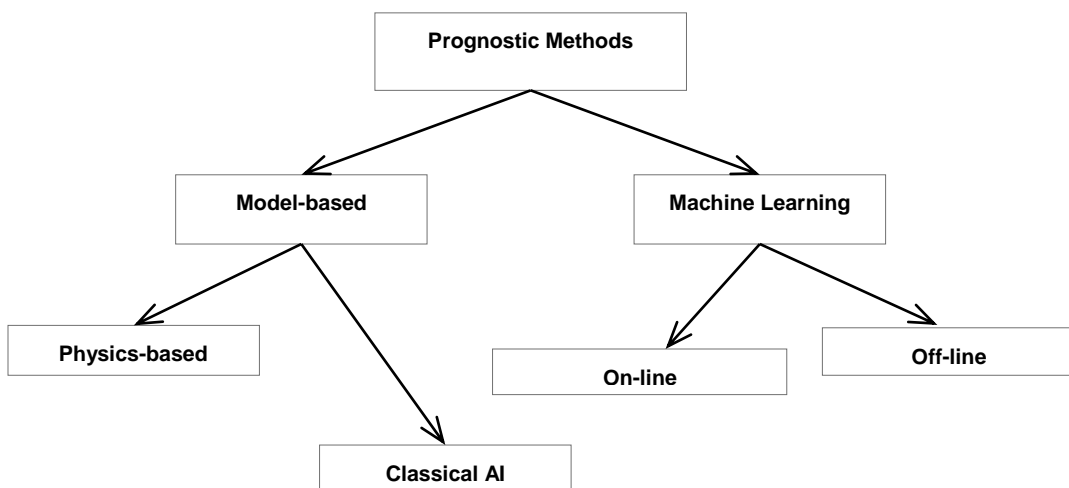 Prognostic Methods
Model-based
Machine Learning
Physics-based
On-line
Off-line
Classical AI